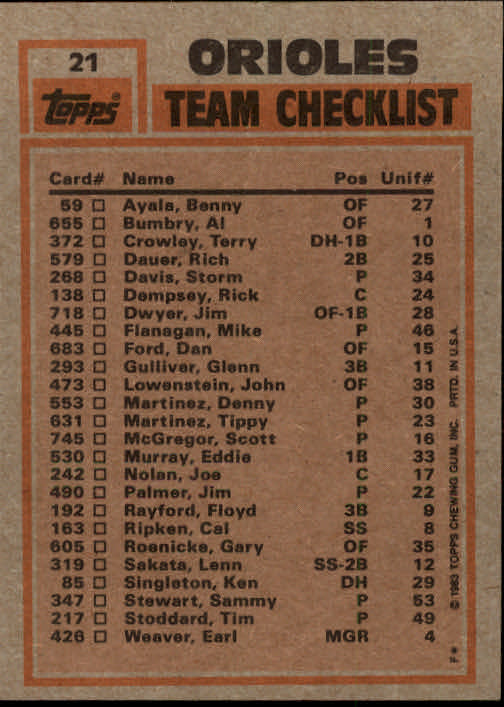 21
ORIOLES
topps®
TEAM CHECKLIST
Card# Name Pos Unif#
59 Ayala, Benny OF 27
655 Bumbry, Al OF 1
372 Crowley, Terry DH-1B 10
579 Dauer, Rich 2B 25
268 Davis, Storm P 34
138 Dempsey, Rick C 24
718 Dwyer, Jim OF-1B 28
445 Flanagan, Mike P 46
683 Ford, Dan OF 15
293 Gulliver, Glenn 3B 11
473 Lowenstein, John OF 38
553 Martinez, Denny P 30
631 Martinez, Tippy P 23
745 McGregor, Scott P 16
530 Murray, Eddie 1B 33
242 Nolan, Joe C 17
490 Palmer, Jim P 22
192 Rayford, Floyd 3B 9
163 Ripken, Cal SS 8
605 Roenicke, Gary OF 35
319 Sakata, Lenn SS-2B 12
85 Singleton, Ken DH 29
347 Stewart, Sammy P 53
217 Stoddard, Tim P 49
426 Weaver, Earl MGR 4
F* © 1983 TOPPS CHEWING GUM, INC. PRTD. IN U.S.A.